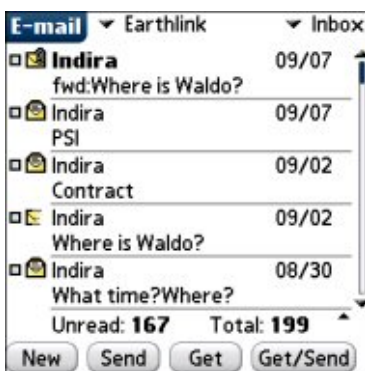 E-mail Earthlink Inbox
Indira 09/07
fwd:Where is Waldo?
Indira 09/07
PSI
Indira 09/02
Contract
Indira 09/02
Where is Waldo?
Indira 08/30
What time?Where?
Unread: 167 Total: 199
New Send Get Get/Send